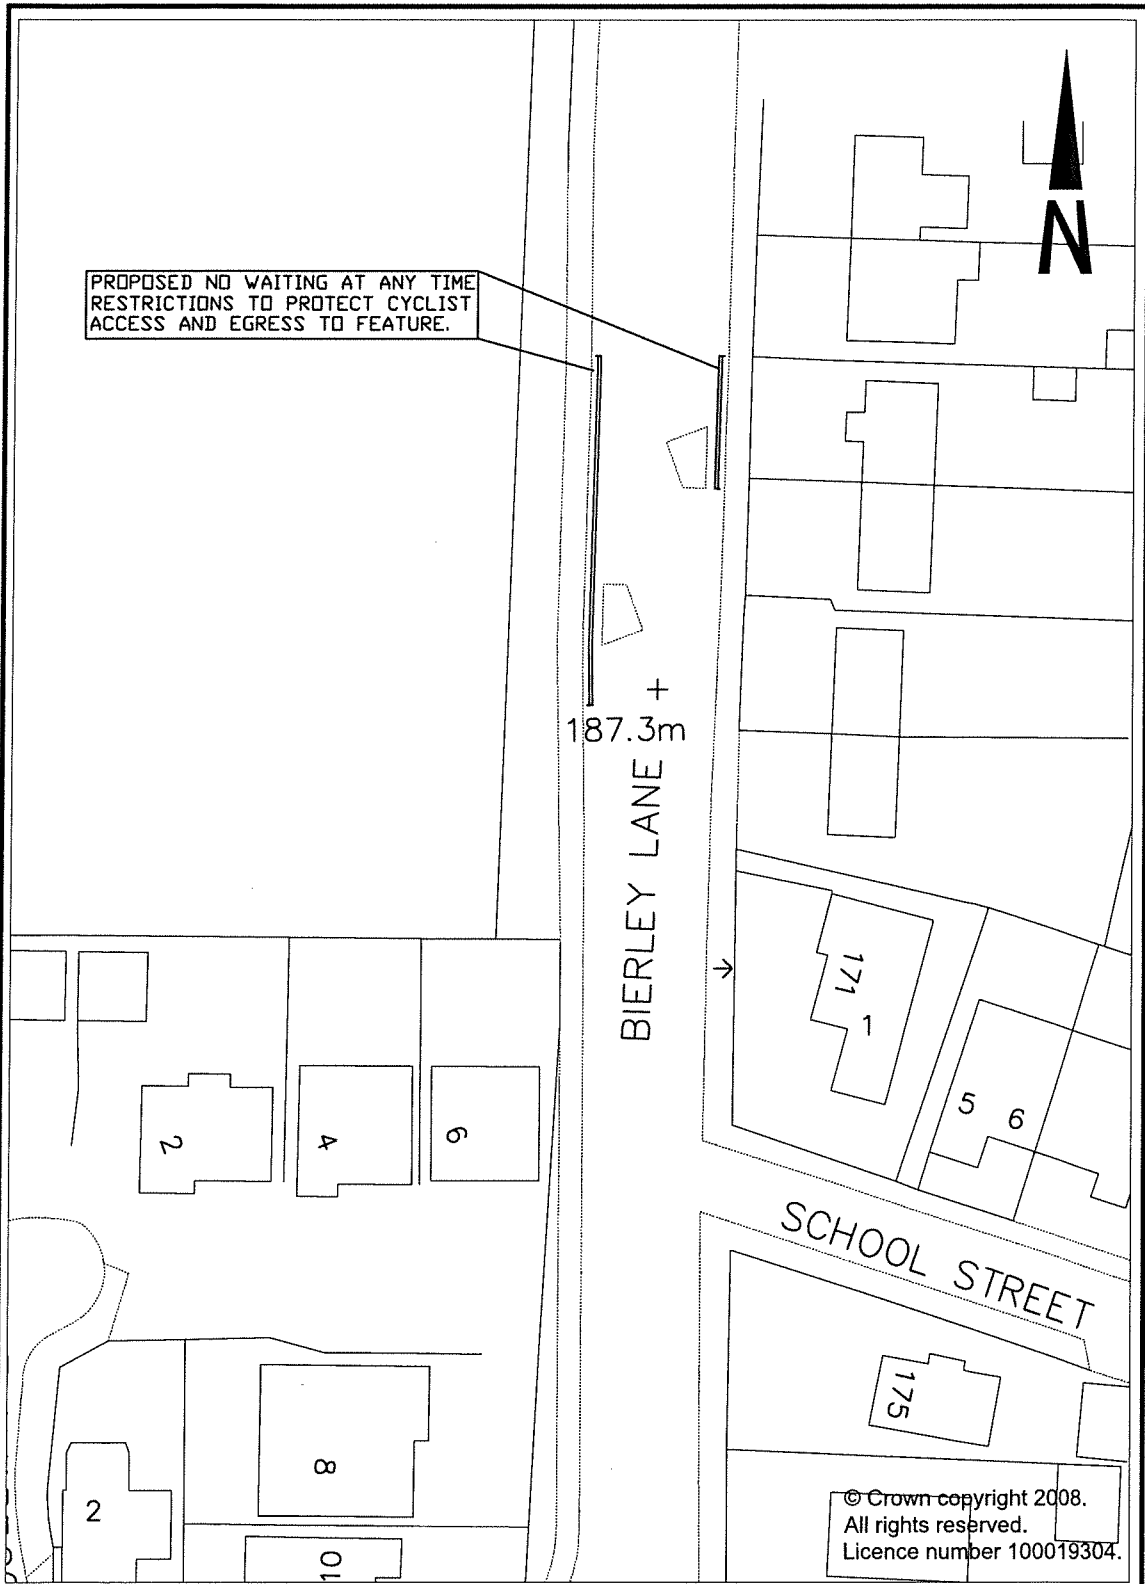 N
PROPOSED NO WAITING AT ANY TIME
RESTRICTIONS TO PROTECT CYCLIST
ACCESS AND EGRESS TO FEATURE.
187.3m
BIERLEY LANE
171
1
5
6
2
4
6
SCHOOL STREET
175
8
2
10
© Crown copyright 2008.
All rights reserved.
Licence number 100019304.